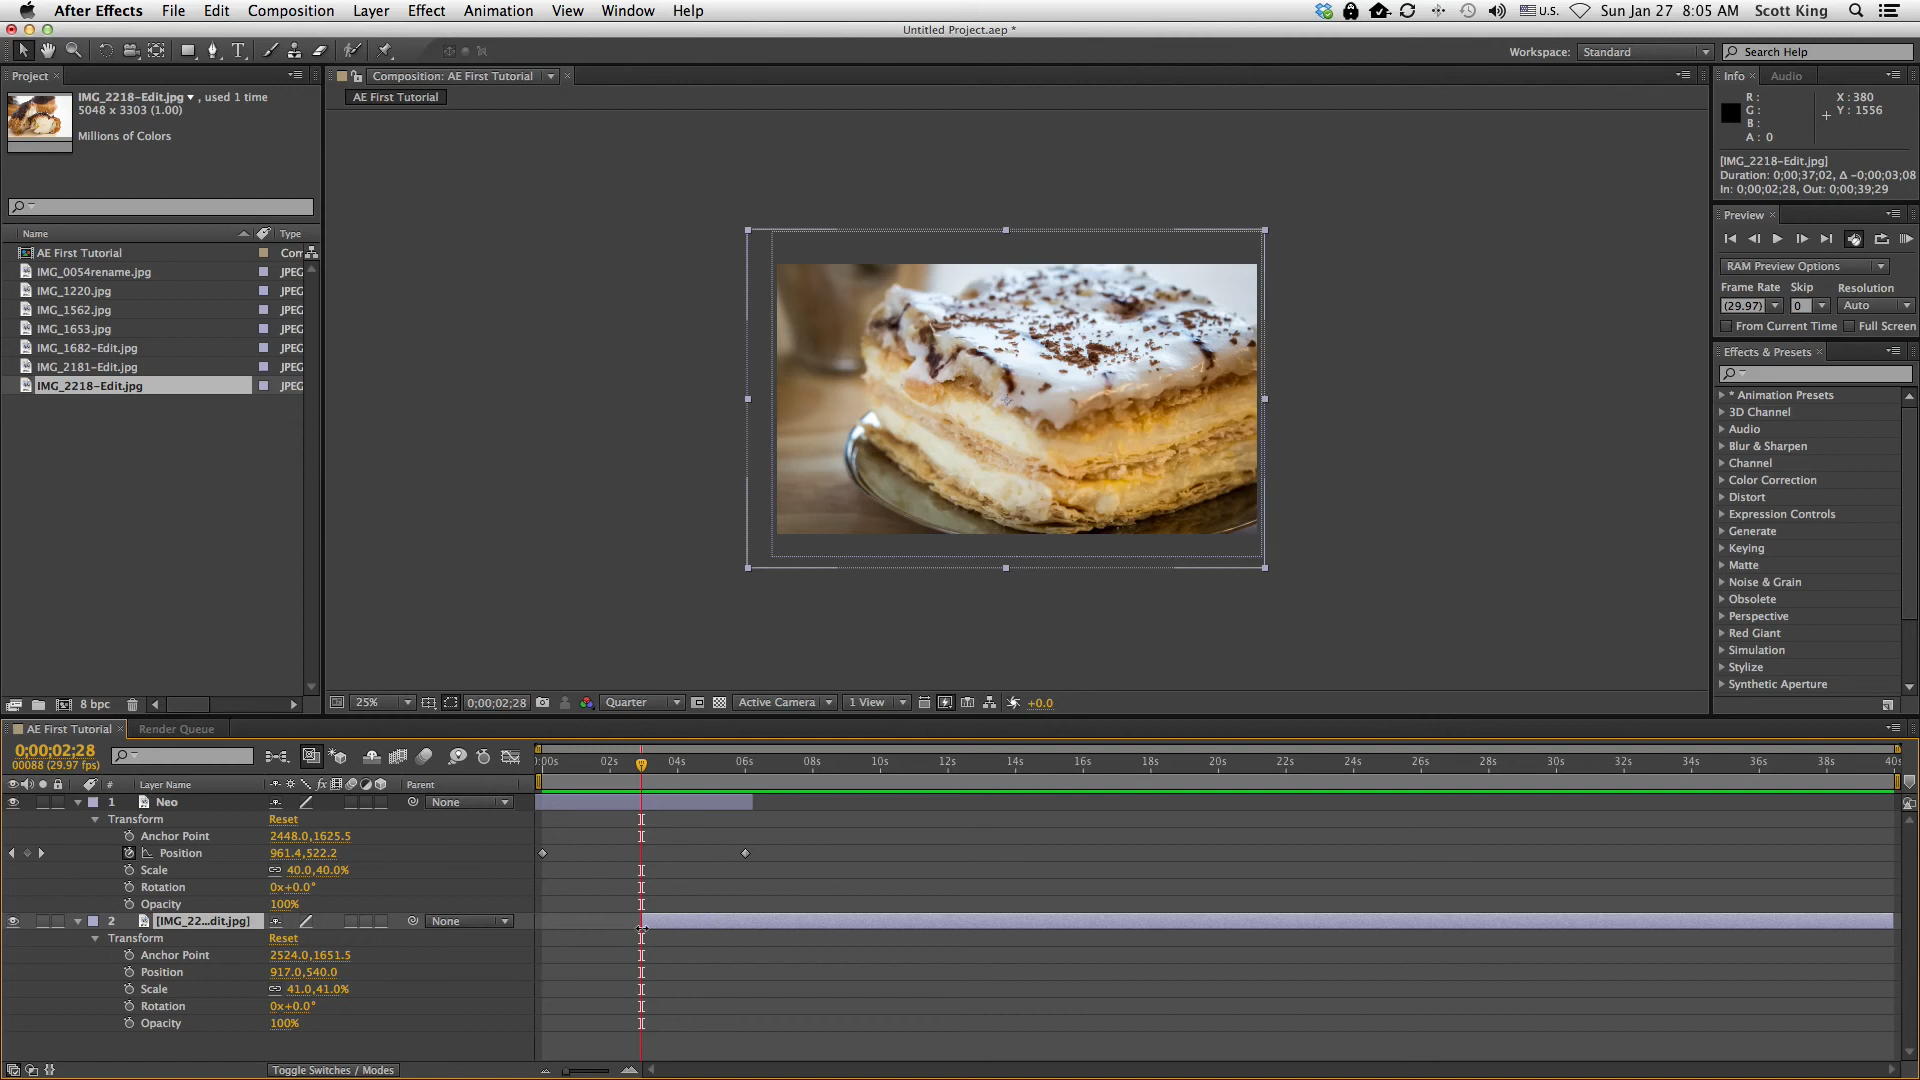 After Effects File Edit Composition Layer Effect Animation View Window Help U.S. Sun Jan 27 8:05 AM Scott King
Untitled Project.aep *
Workspace: Standard Search Help
Project
IMG_2218-Edit.jpg , used 1 time
5048 x 3303 (1.00)
Millions of Colors
Name Type
AE First Tutorial Con
IMG_0054rename.jpg JPEG
IMG_1220.jpg JPEG
IMG_1562.jpg JPEG
IMG_1653.jpg JPEG
IMG_1682-Edit.jpg JPEG
IMG_2181-Edit.jpg JPEG
IMG_2218-Edit.jpg JPEG
8 bpc
Composition: AE First Tutorial
AE First Tutorial
25% 0;00;02;28 Quarter Active Camera 1 View +0.0
Info Audio
R :
G :
B :
A : 0
X : 380
Y : 1556
[IMG_2218-Edit.jpg]
Duration: 0;00;37;02, Δ -0;00;03;08
In: 0;00;02;28, Out: 0;00;39;29
Preview
RAM Preview Options
Frame Rate Skip Resolution
(29.97) 0 Auto
From Current Time Full Screen
Effects & Presets
* Animation Presets
3D Channel
Audio
Blur & Sharpen
Channel
Color Correction
Distort
Expression Controls
Generate
Keying
Matte
Noise & Grain
Obsolete
Perspective
Red Giant
Simulation
Stylize
Synthetic Aperture
AE First Tutorial Render Queue
0;00;02;28
00088 (29.97 fps)
:00s 02s 04s 06s 08s 10s 12s 14s 16s 18s 20s 22s 24s 26s 28s 30s 32s 34s 36s 38s 40s
# Layer Name fx Parent
1 Neo None
Transform Reset
Anchor Point 2448.0,1625.5
Position 961.4,522.2
Scale 40.0,40.0%
Rotation 0x+0.0°
Opacity 100%
2 [IMG_22...dit.jpg] None
Transform Reset
Anchor Point 2524.0,1651.5
Position 917.0,540.0
Scale 41.0,41.0%
Rotation 0x+0.0°
Opacity 100%
Toggle Switches / Modes